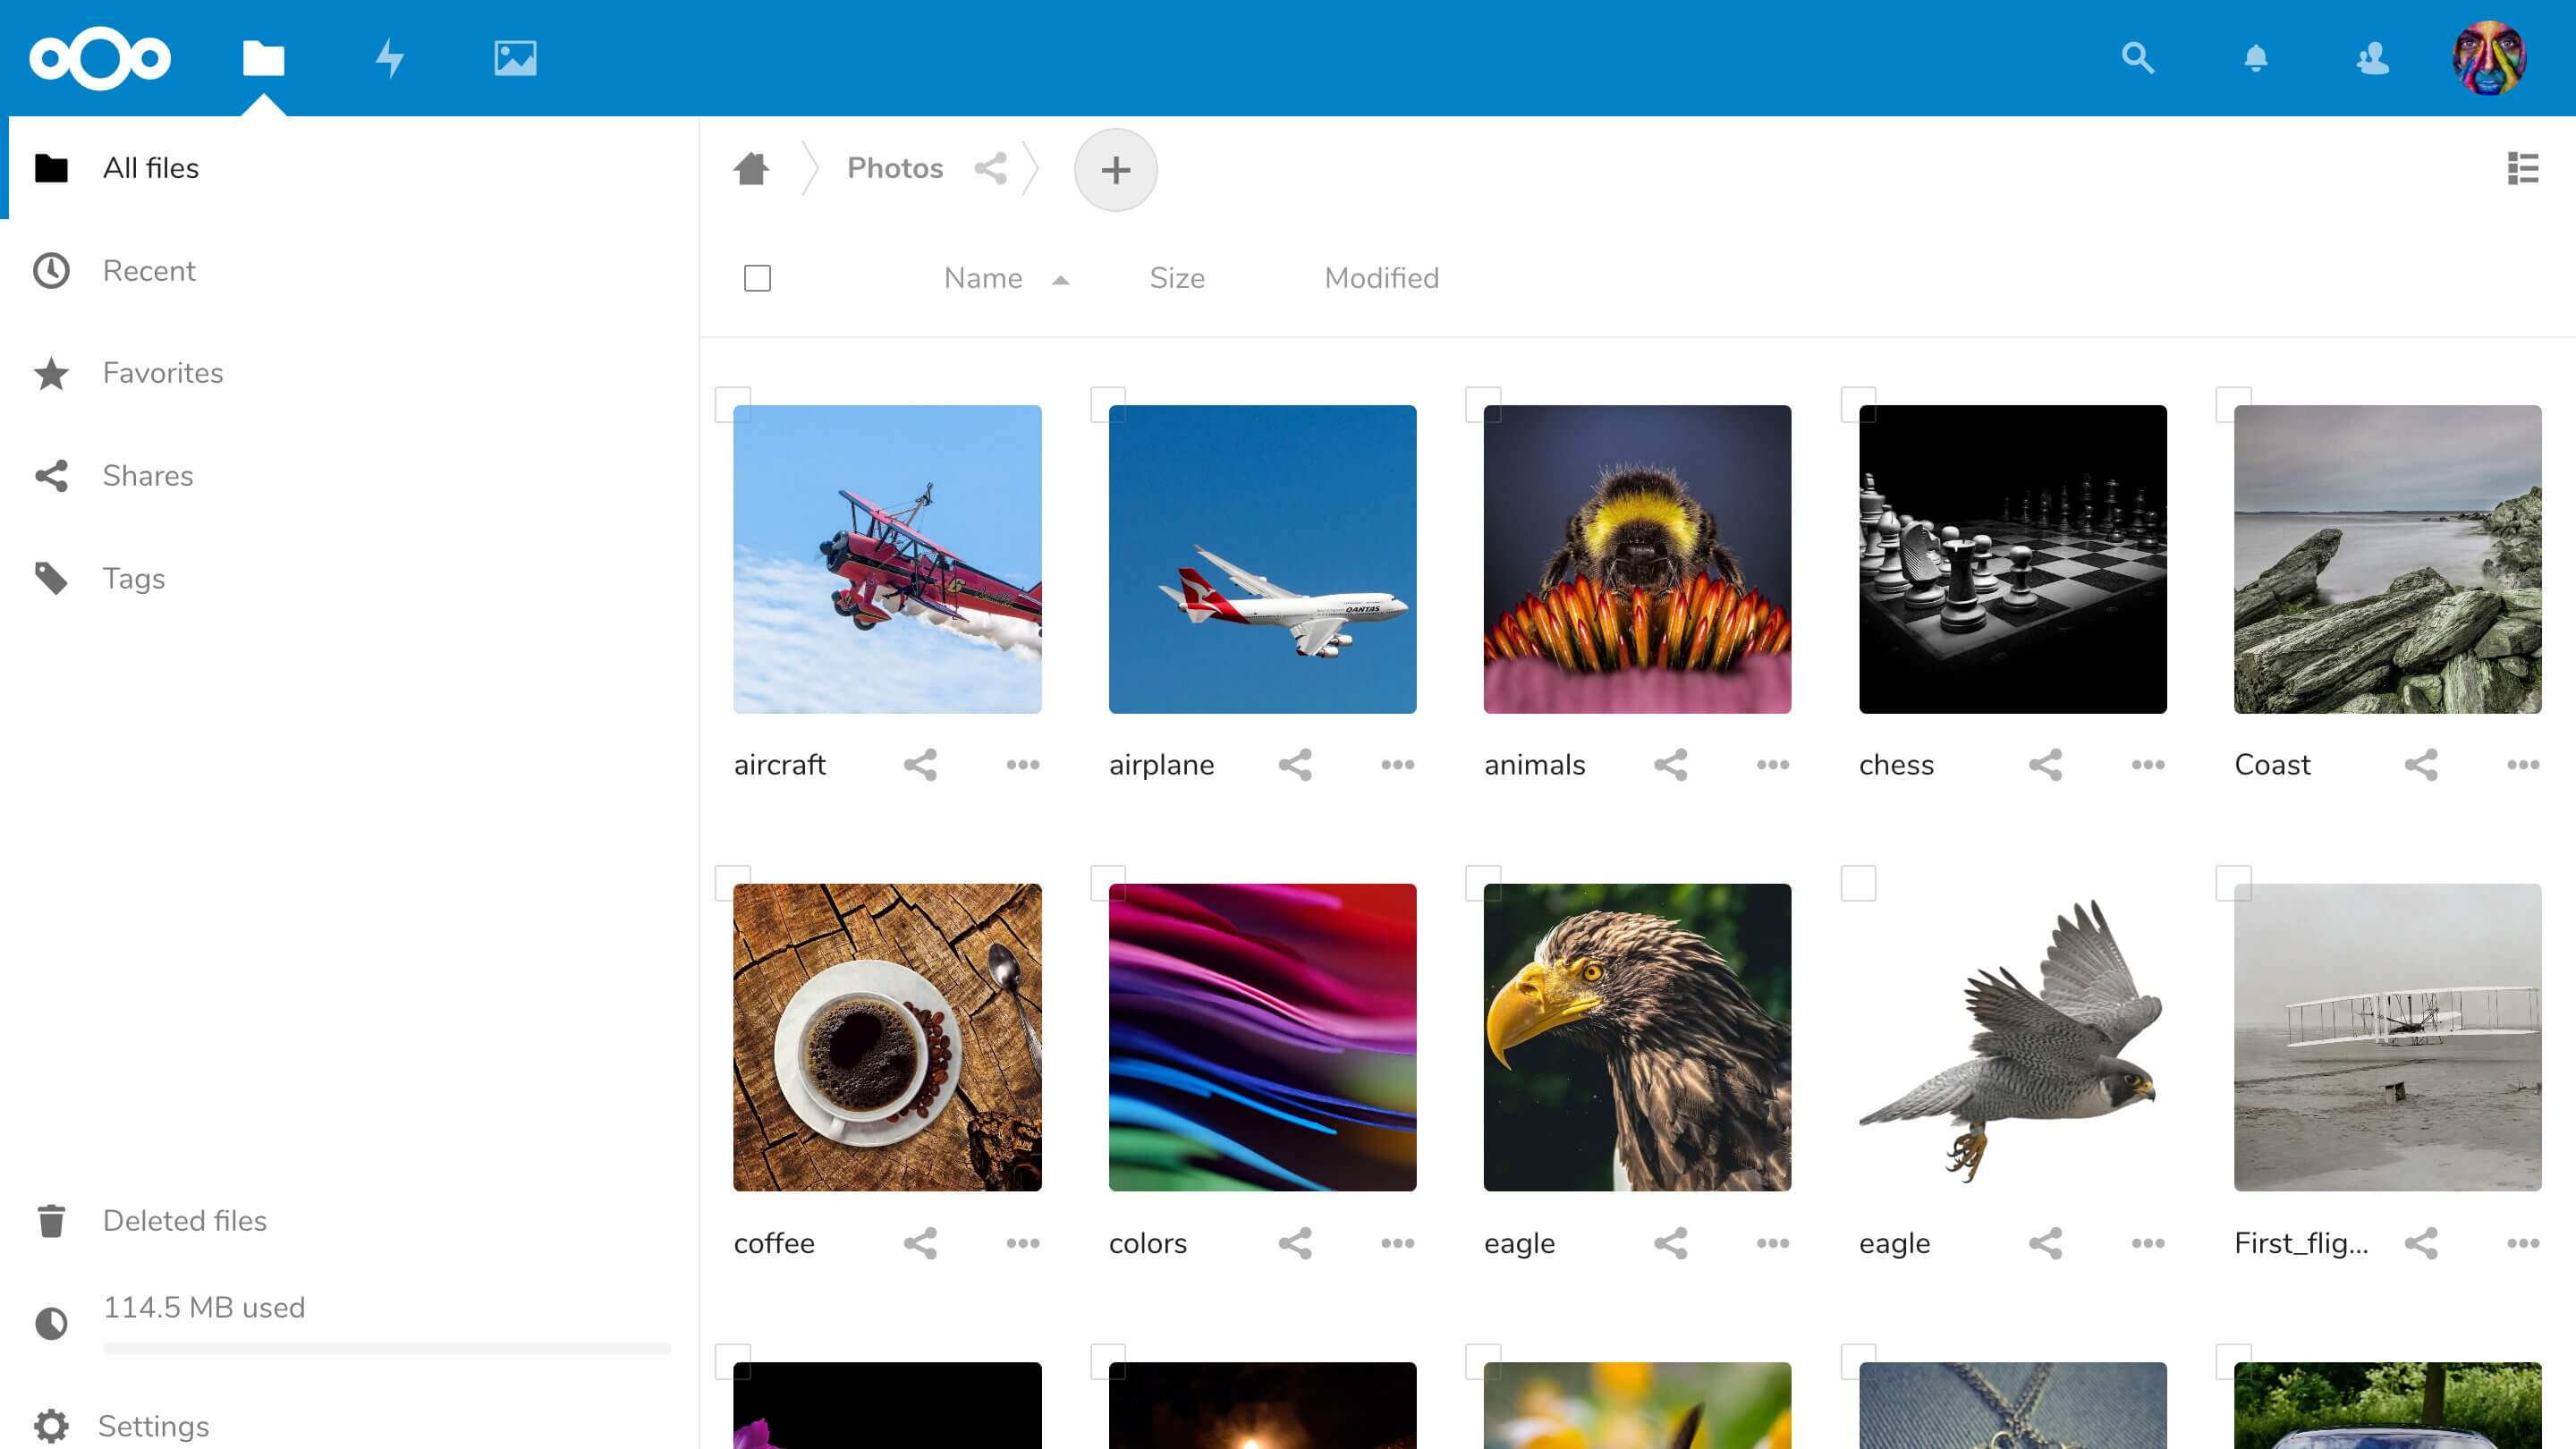 All files
Recent
Favorites
Shares
Tags
Deleted files
114.5 MB used
Settings
Photos
Name Size Modified
QANTAS
aircraft airplane animals chess Coast
coffee colors eagle eagle First_flig...